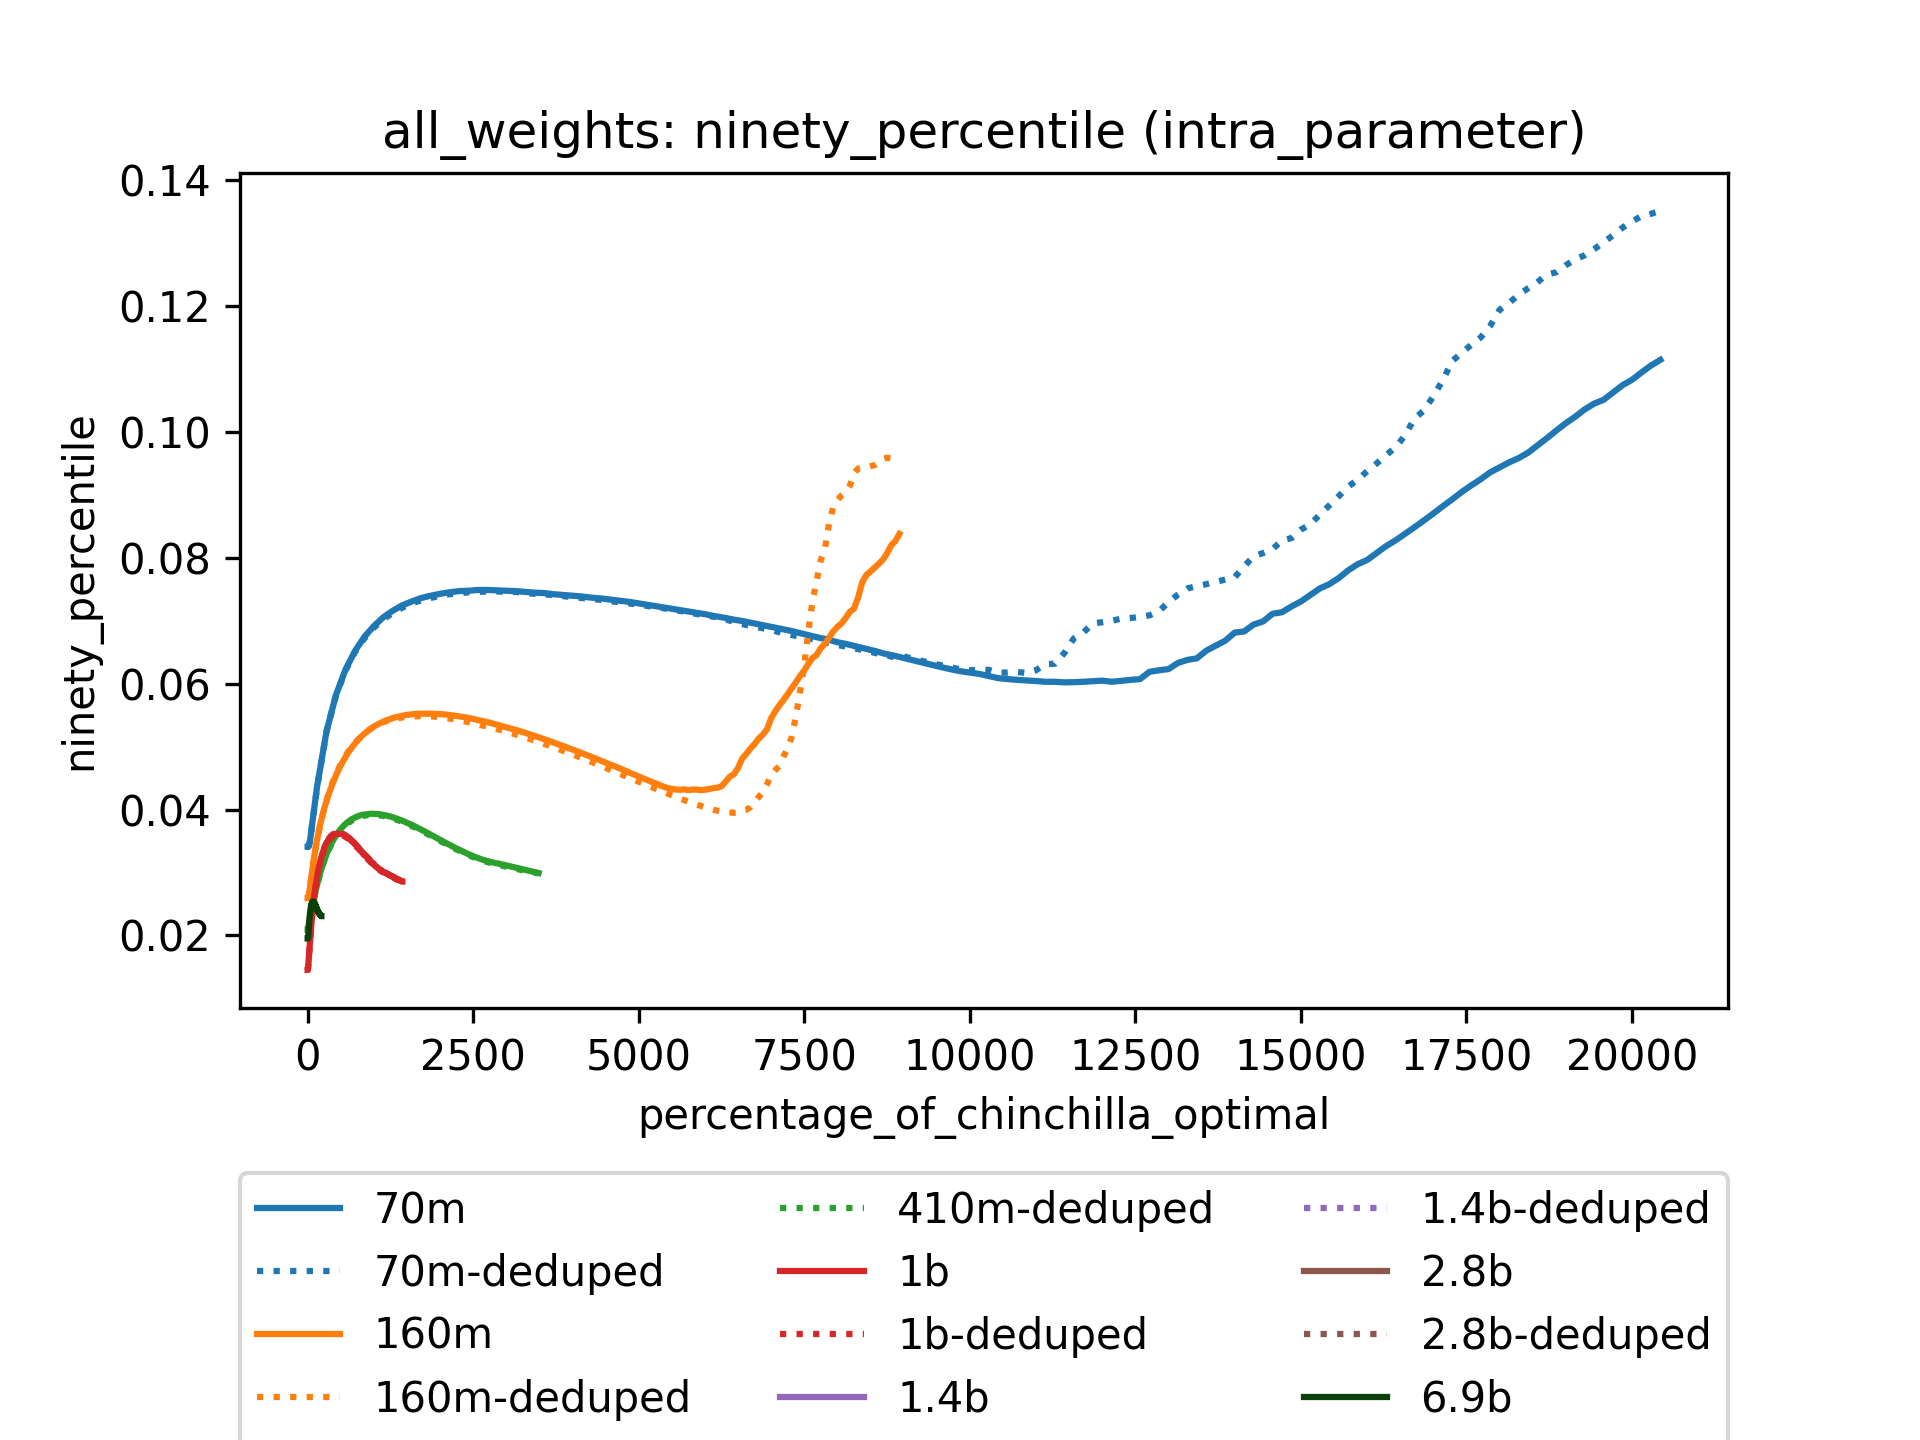 all_weights: ninety_percentile (intra_parameter)
0.14
0.12
0.10
0.08
0.06
0.04
0.02
ninety_percentile
0 2500 5000 7500 10000 12500 15000 17500 20000
percentage_of_chinchilla_optimal
70m 410m-deduped 1.4b-deduped
70m-deduped 1b 2.8b
160m 1b-deduped 2.8b-deduped
160m-deduped 1.4b 6.9b